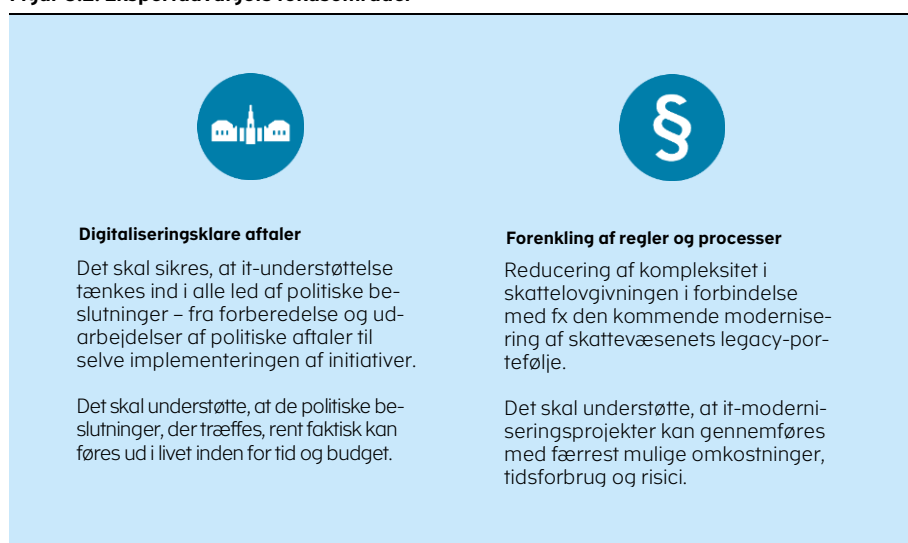 §
Digitaliseringsklare aftaler
Det skal sikres, at it-understøttelse
tænkes ind i alle led af politiske be-
slutninger – fra forberedelse og ud-
arbejdelser af politiske aftaler til
selve implementeringen af initiativer.
Det skal understøtte, at de politiske be-
slutninger, der træffes, rent faktisk kan
føres ud i livet inden for tid og budget.
Forenkling af regler og processer
Reducering af kompleksitet i
skattelovgivningen i forbindelse
med fx den kommende modernise-
ring af skattevæsenets legacy-por-
tefølje.
Det skal understøtte, at it-moderni-
seringsprojekter kan gennemføres
med færrest mulige omkostninger,
tidsforbrug og risici.